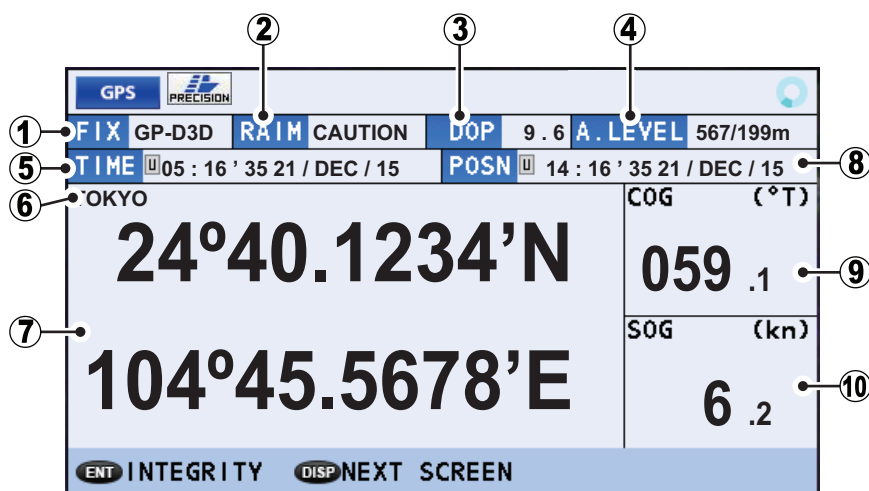 2 3 4
GPS PRECISION
1 FIX GP-D3D RAIM CAUTION DOP 9 . 6 A.LEVEL 567/199m
5 TIME U 05 : 16 ’ 35 21 / DEC / 15 POSN U 14 : 16 ’ 35 21 / DEC / 15 8
6 TOKYO COG (°T)
24º40.1234’N
059 .1 9
7
SOG (kn)
104º45.5678’E
6 .2 10
ENT INTEGRITY DISP NEXT SCREEN